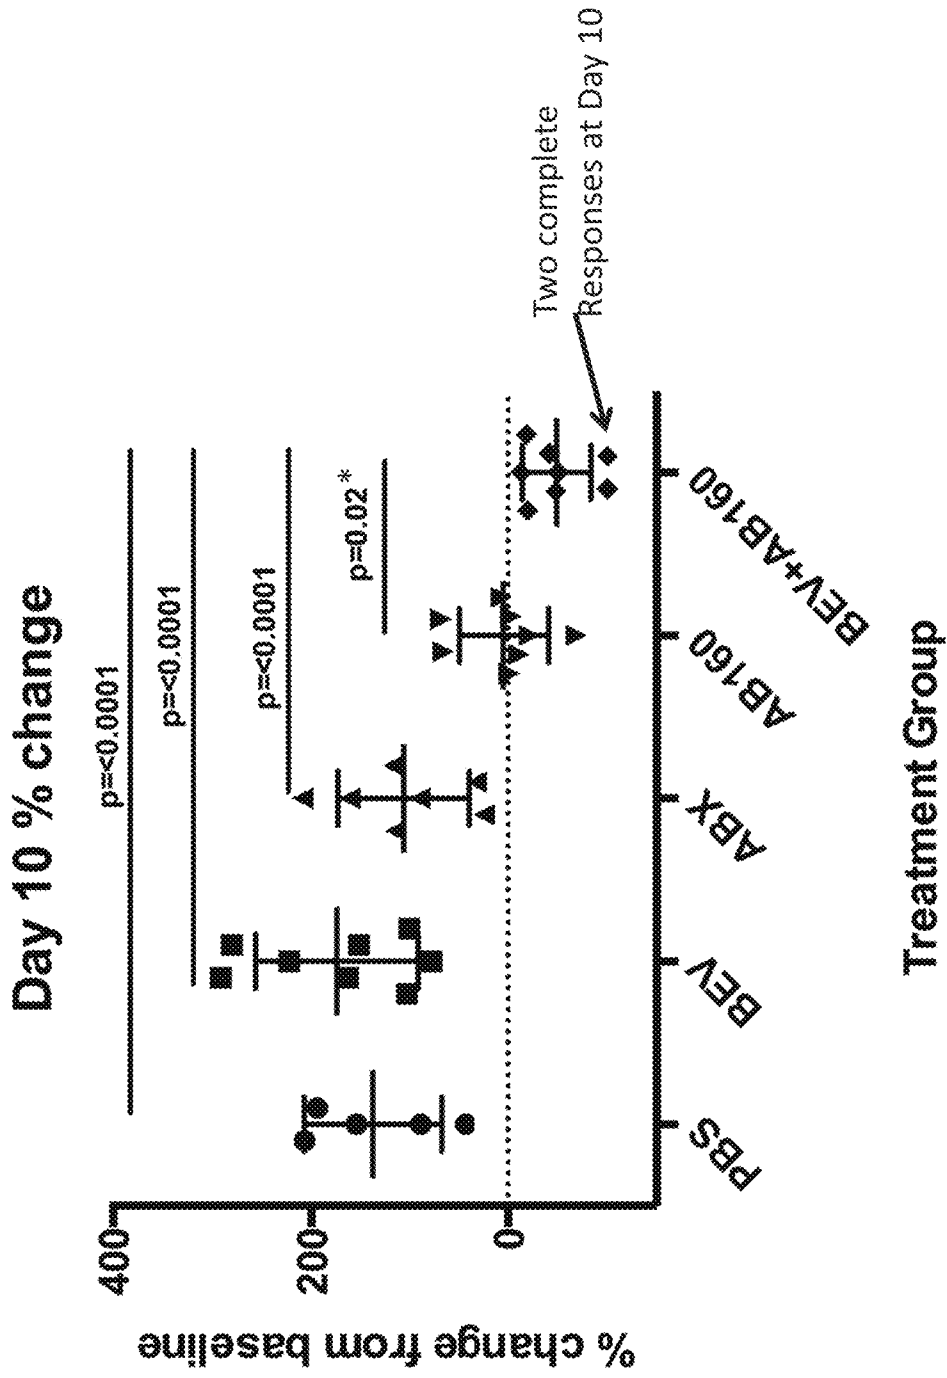 Day 10 % change
p=<0.0001
p=<0.0001
p=<0.0001
p=0.02*
Two complete
Responses at Day 10
400
200
0
% change from baseline
PBS
BEV
ABX
AB160
BEV+AB160
Treatment Group